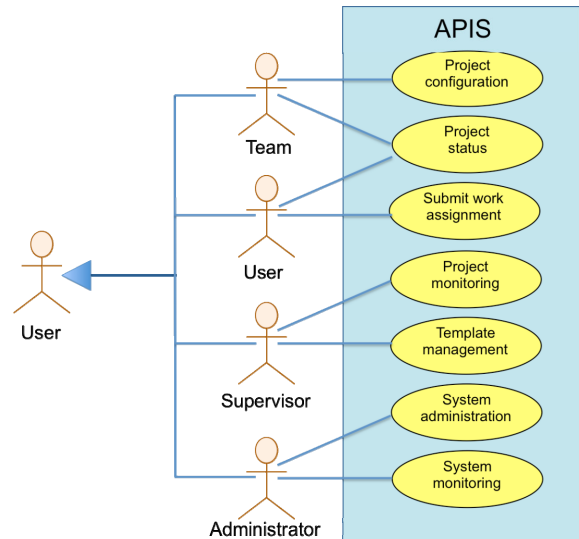 APIS
Project
configuration
Team
Project
status
Submit work
assignment
User
Project
monitoring
User
Template
management
Supervisor
System
administration
System
monitoring
Administrator